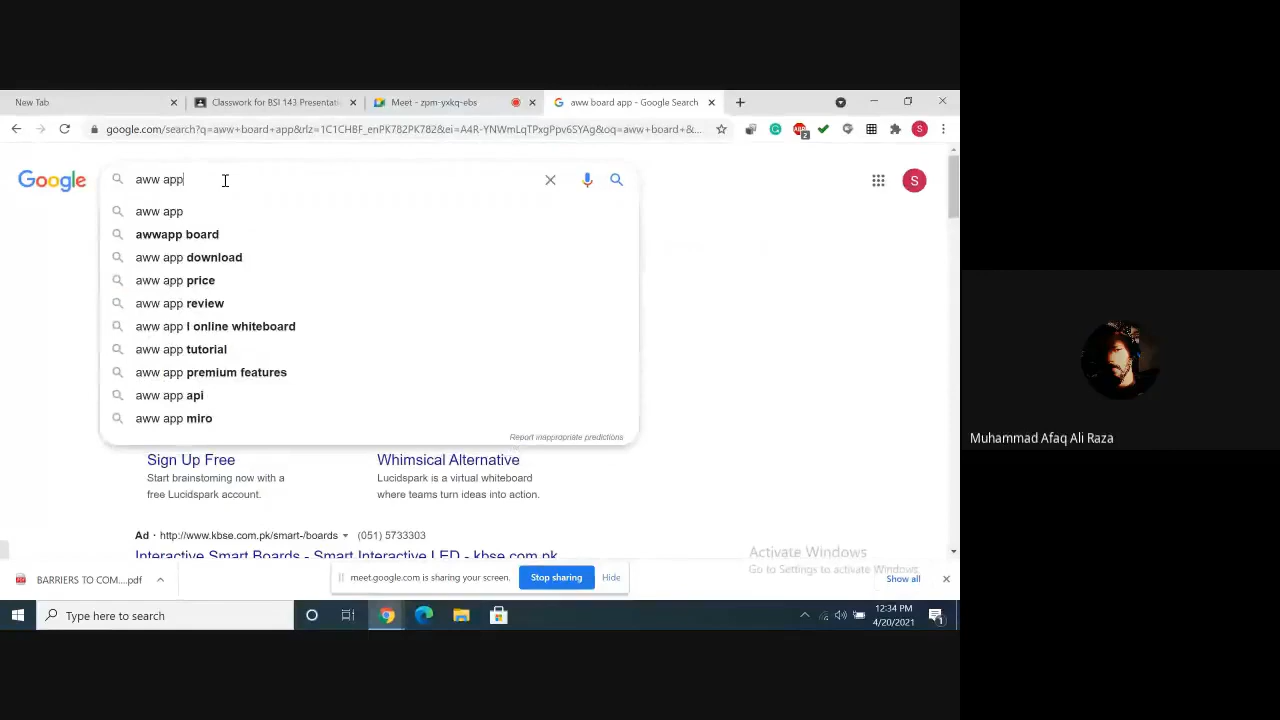 New Tab
Classwork for BSI 143 Presentati
Meet - zpm-yxkq-ebs
aww board app - Google Search
google.com/search?q=aww+board+app&rlz=1C1CHBF_enPK782PK782&ei=A4R-YNWmLqTPxgPpv6SYAg&oq=aww+board+&...
2
S
Google
aww app
S
aww app
awwapp board
aww app download
aww app price
aww app review
aww app l online whiteboard
aww app tutorial
aww app premium features
aww app api
aww app miro
Report inappropriate predictions
Muhammad Afaq Ali Raza
Sign Up Free
Whimsical Alternative
Start brainstoming now with a
Lucidspark is a virtual whiteboard
free Lucidspark account.
where teams turn ideas into action.
Ad · http://www.kbse.com.pk/smart-/boards (051) 5733303
Interactive Smart Boards - Smart Interactive LED - kbse.com.pk
Activate Windows
Go to Settings to activate Windows.
BARRIERS TO COM....pdf
meet.google.com is sharing your screen.
Stop sharing
Hide
Show all
Type here to search
12:34 PM
4/20/2021
1